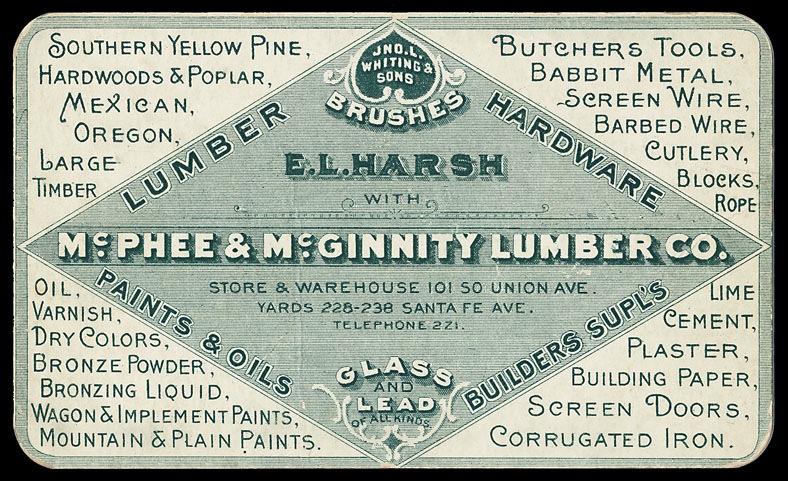 SOUTHERN YELLOW PINE,
HARDWOODS & POPLAR,
MEXICAN,
OREGON,
LARGE
TIMBER
LUMBER
JNO. L.
WHITING &
SONS
BRUSHES
HARDWARE
BUTCHERS TOOLS,
BABBIT METAL,
SCREEN WIRE,
BARBED WIRE,
CUTLERY,
BLOCKS,
ROPE
E.L. HARSH
WITH
McPHEE & McGINNITY LUMBER CO.
STORE & WAREHOUSE 101 SO UNION AVE.
YARDS 228-238 SANTA FE AVE.
TELEPHONE 221.
PAINTS & OILS
OIL,
VARNISH,
DRY COLORS,
BRONZE POWDER,
BRONZING LIQUID,
WAGON & IMPLEMENT PAINTS,
MOUNTAIN & PLAIN PAINTS.
GLASS
AND
LEAD
OF ALL KINDS.
BUILDERS SUPL'S
LIME
CEMENT,
PLASTER,
BUILDING PAPER,
SCREEN DOORS,
CORRUGATED IRON.